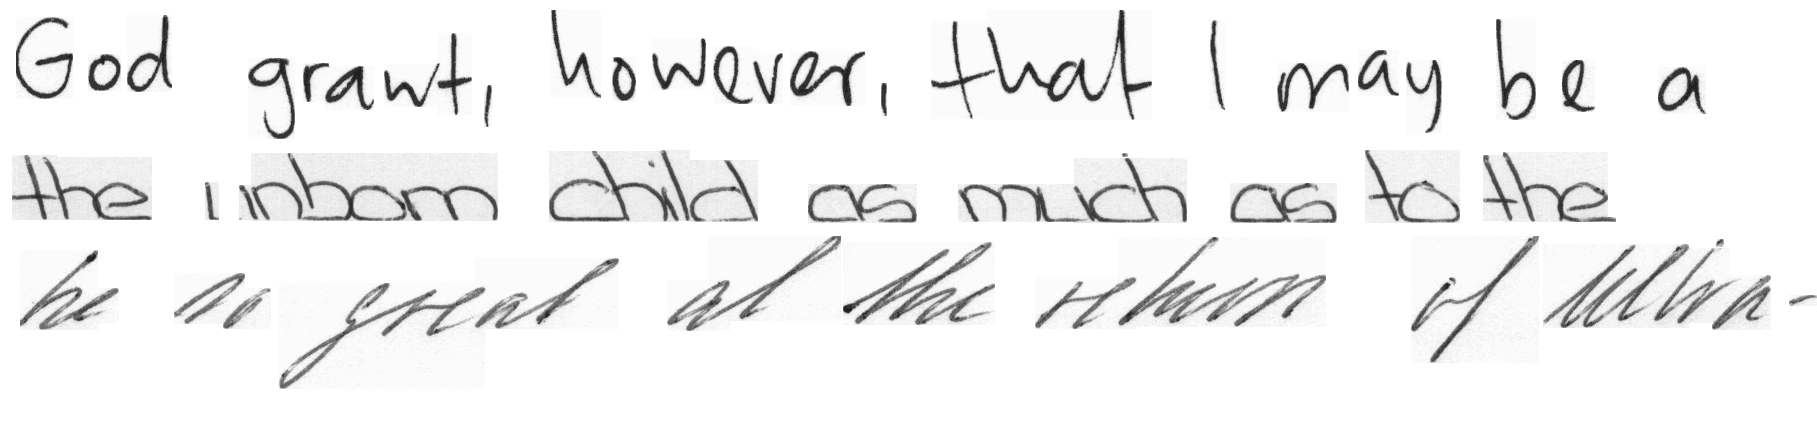 God grant, however, that I may be a
the unborn child as much as to the
be so great at the return of Ultra-